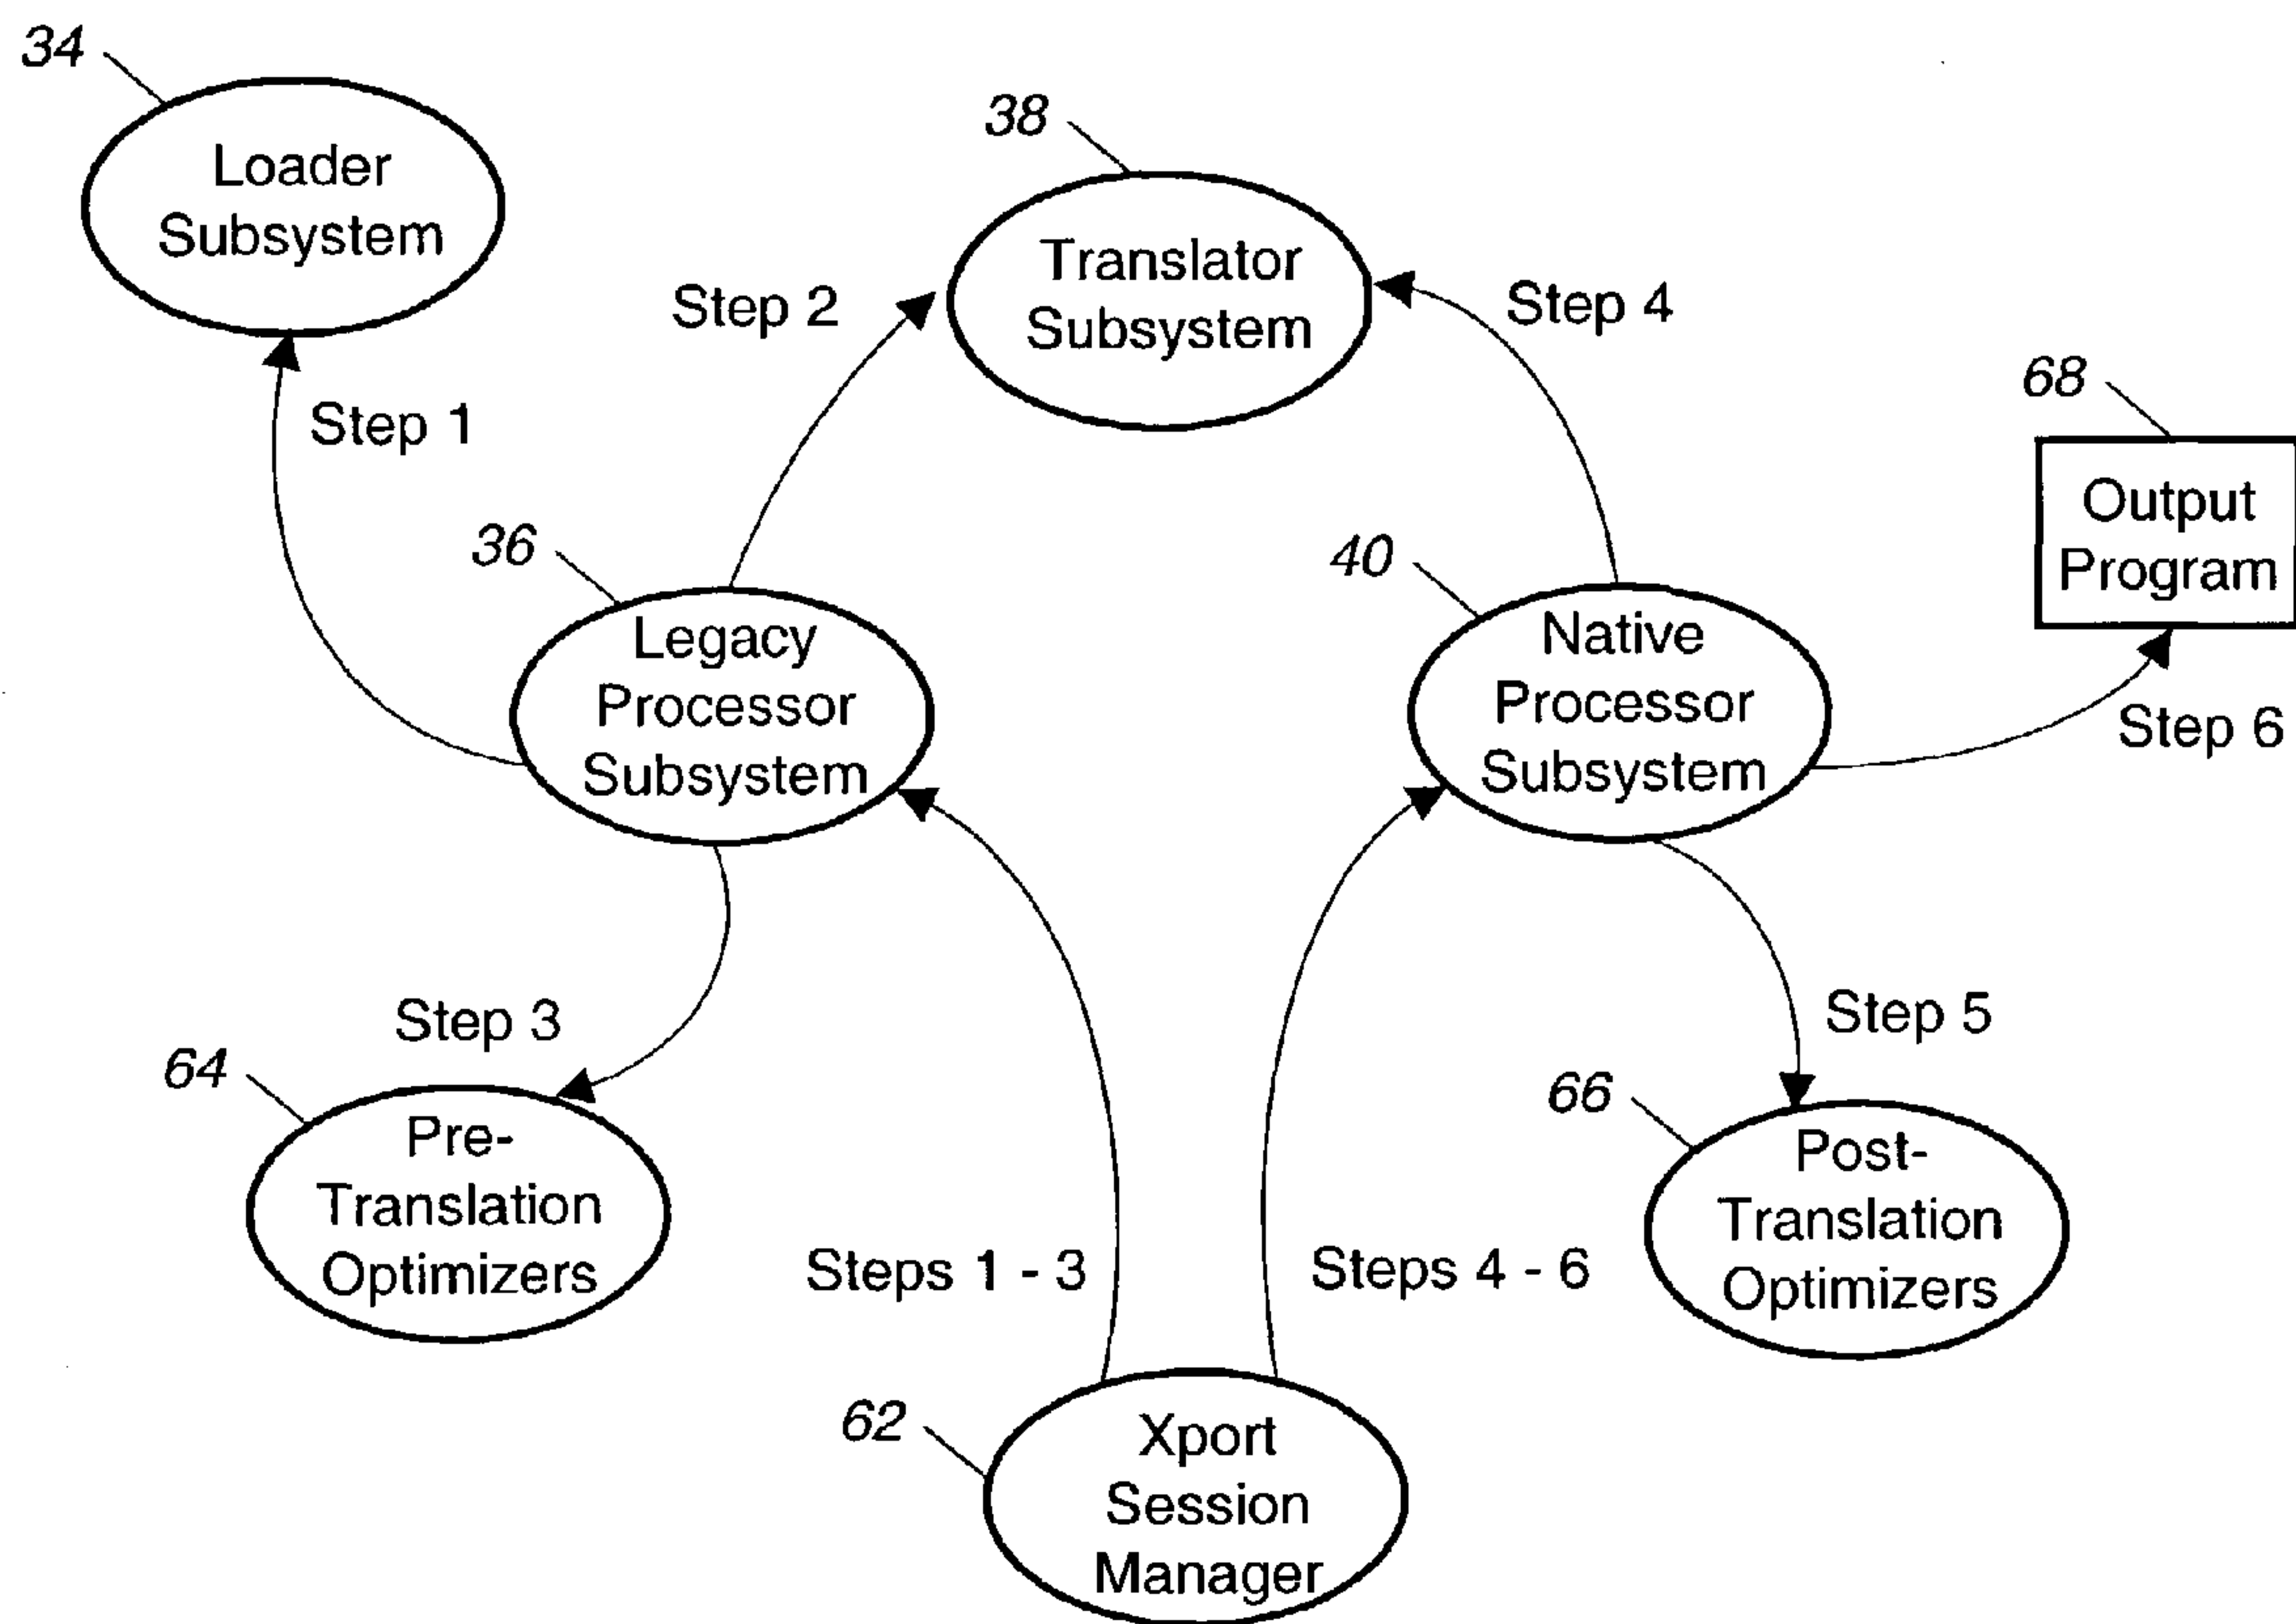 34
Loader
Subsystem
38
Translator
Subsystem
Step 1
Step 2
Step 4
68
Output
Program
Step 6
36
Legacy
Processor
Subsystem
40
Native
Processor
Subsystem
Step 3
64
Pre-
Translation
Optimizers
Steps 1 - 3
Steps 4 - 6
Step 5
66
Post-
Translation
Optimizers
62
Xport
Session
Manager